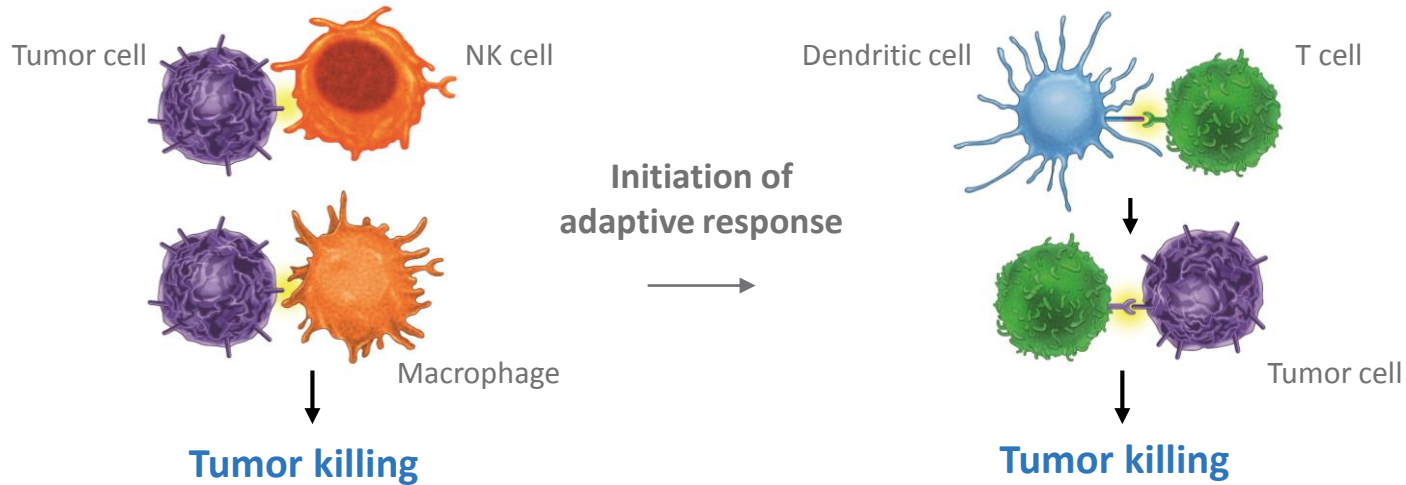 Tumor cell
NK cell
Macrophage
Tumor killing
Initiation of
adaptive response
Dendritic cell
T cell
Tumor cell
Tumor killing